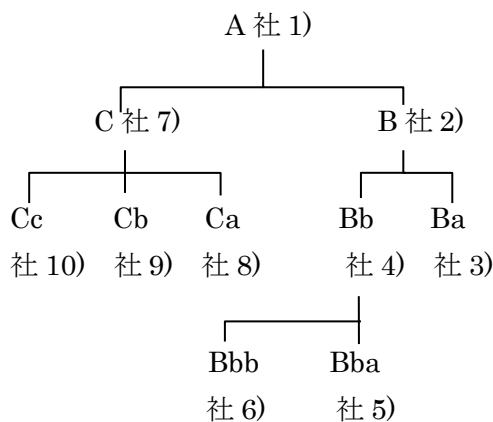 A 社 1)
C 社 7)
B 社 2)
Cc
社 10)
Cb
社 9)
Ca
社 8)
Bb
社 4)
Ba
社 3)
Bbb
社 6)
Bba
社 5)